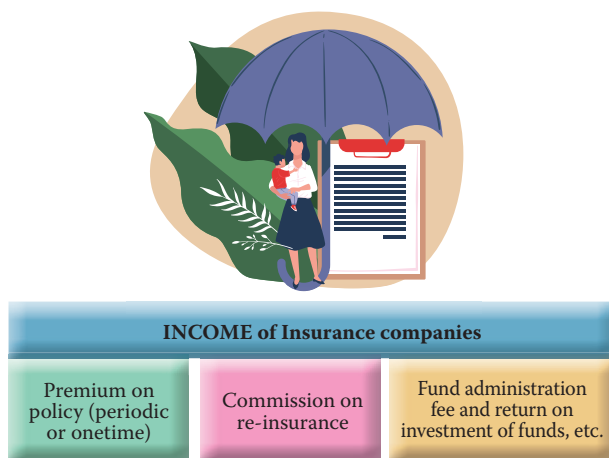 INCOME of Insurance companies
Premium on
policy (periodic
or onetime)
Commission on
re-insurance
Fund administration
fee and return on
investment of funds, etc.